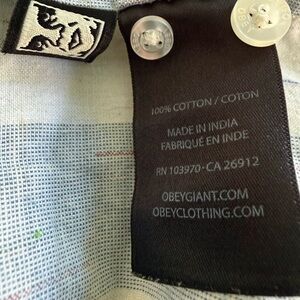 100% COTTON / COTON
MADE IN INDIA
FABRIQUÉ EN INDE
RN 103970 - CA 26912
OBEYGIANT.COM
OBEYCLOTHING.COM